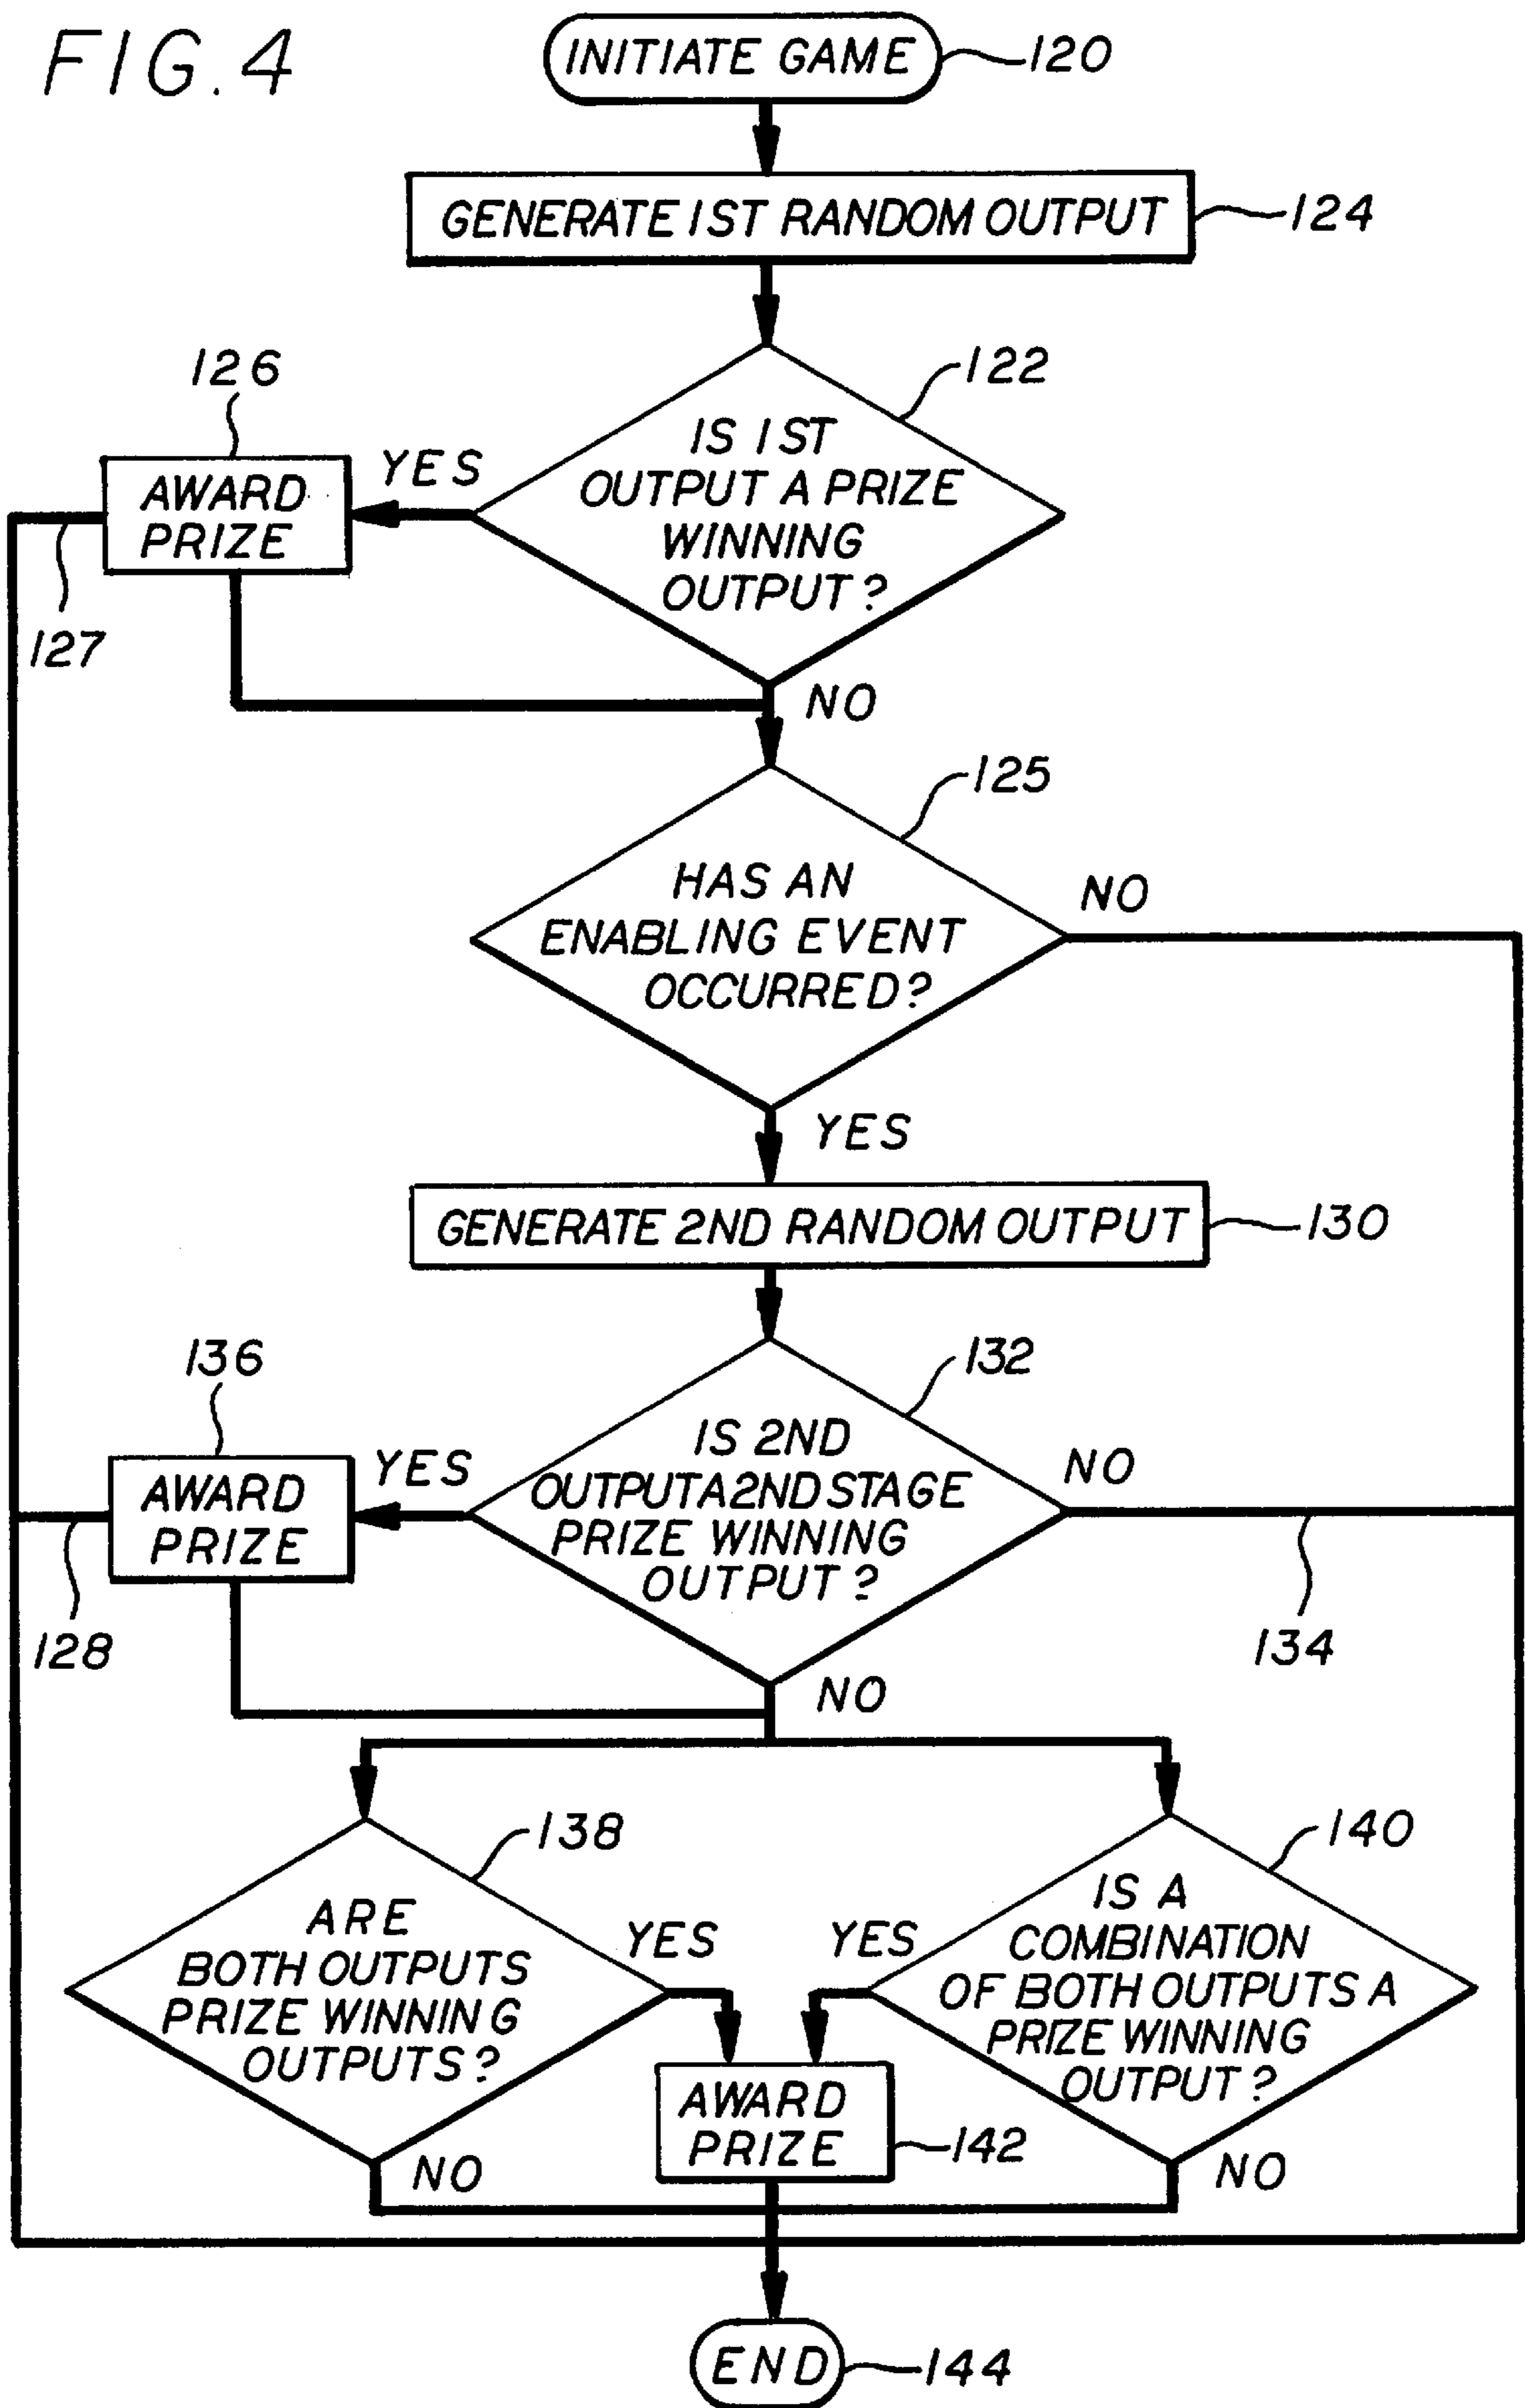 FIG. 4
INITIATE GAME
120
GENERATE 1ST RANDOM OUTPUT
124
126
122
IS 1ST
OUTPUT A PRIZE
WINNING
OUTPUT?
YES
AWARD
PRIZE
127
NO
125
HAS AN
ENABLING EVENT
OCCURRED?
NO
YES
GENERATE 2ND RANDOM OUTPUT
130
136
132
IS 2ND
OUTPUT A 2ND STAGE
PRIZE WINNING
OUTPUT?
YES
NO
AWARD
PRIZE
128
134
NO
138
140
ARE
BOTH OUTPUTS
PRIZE WINNING
OUTPUTS?
YES
YES
IS A
COMBINATION
OF BOTH OUTPUTS A
PRIZE WINNING
OUTPUT?
AWARD
PRIZE
142
NO
NO
END
144